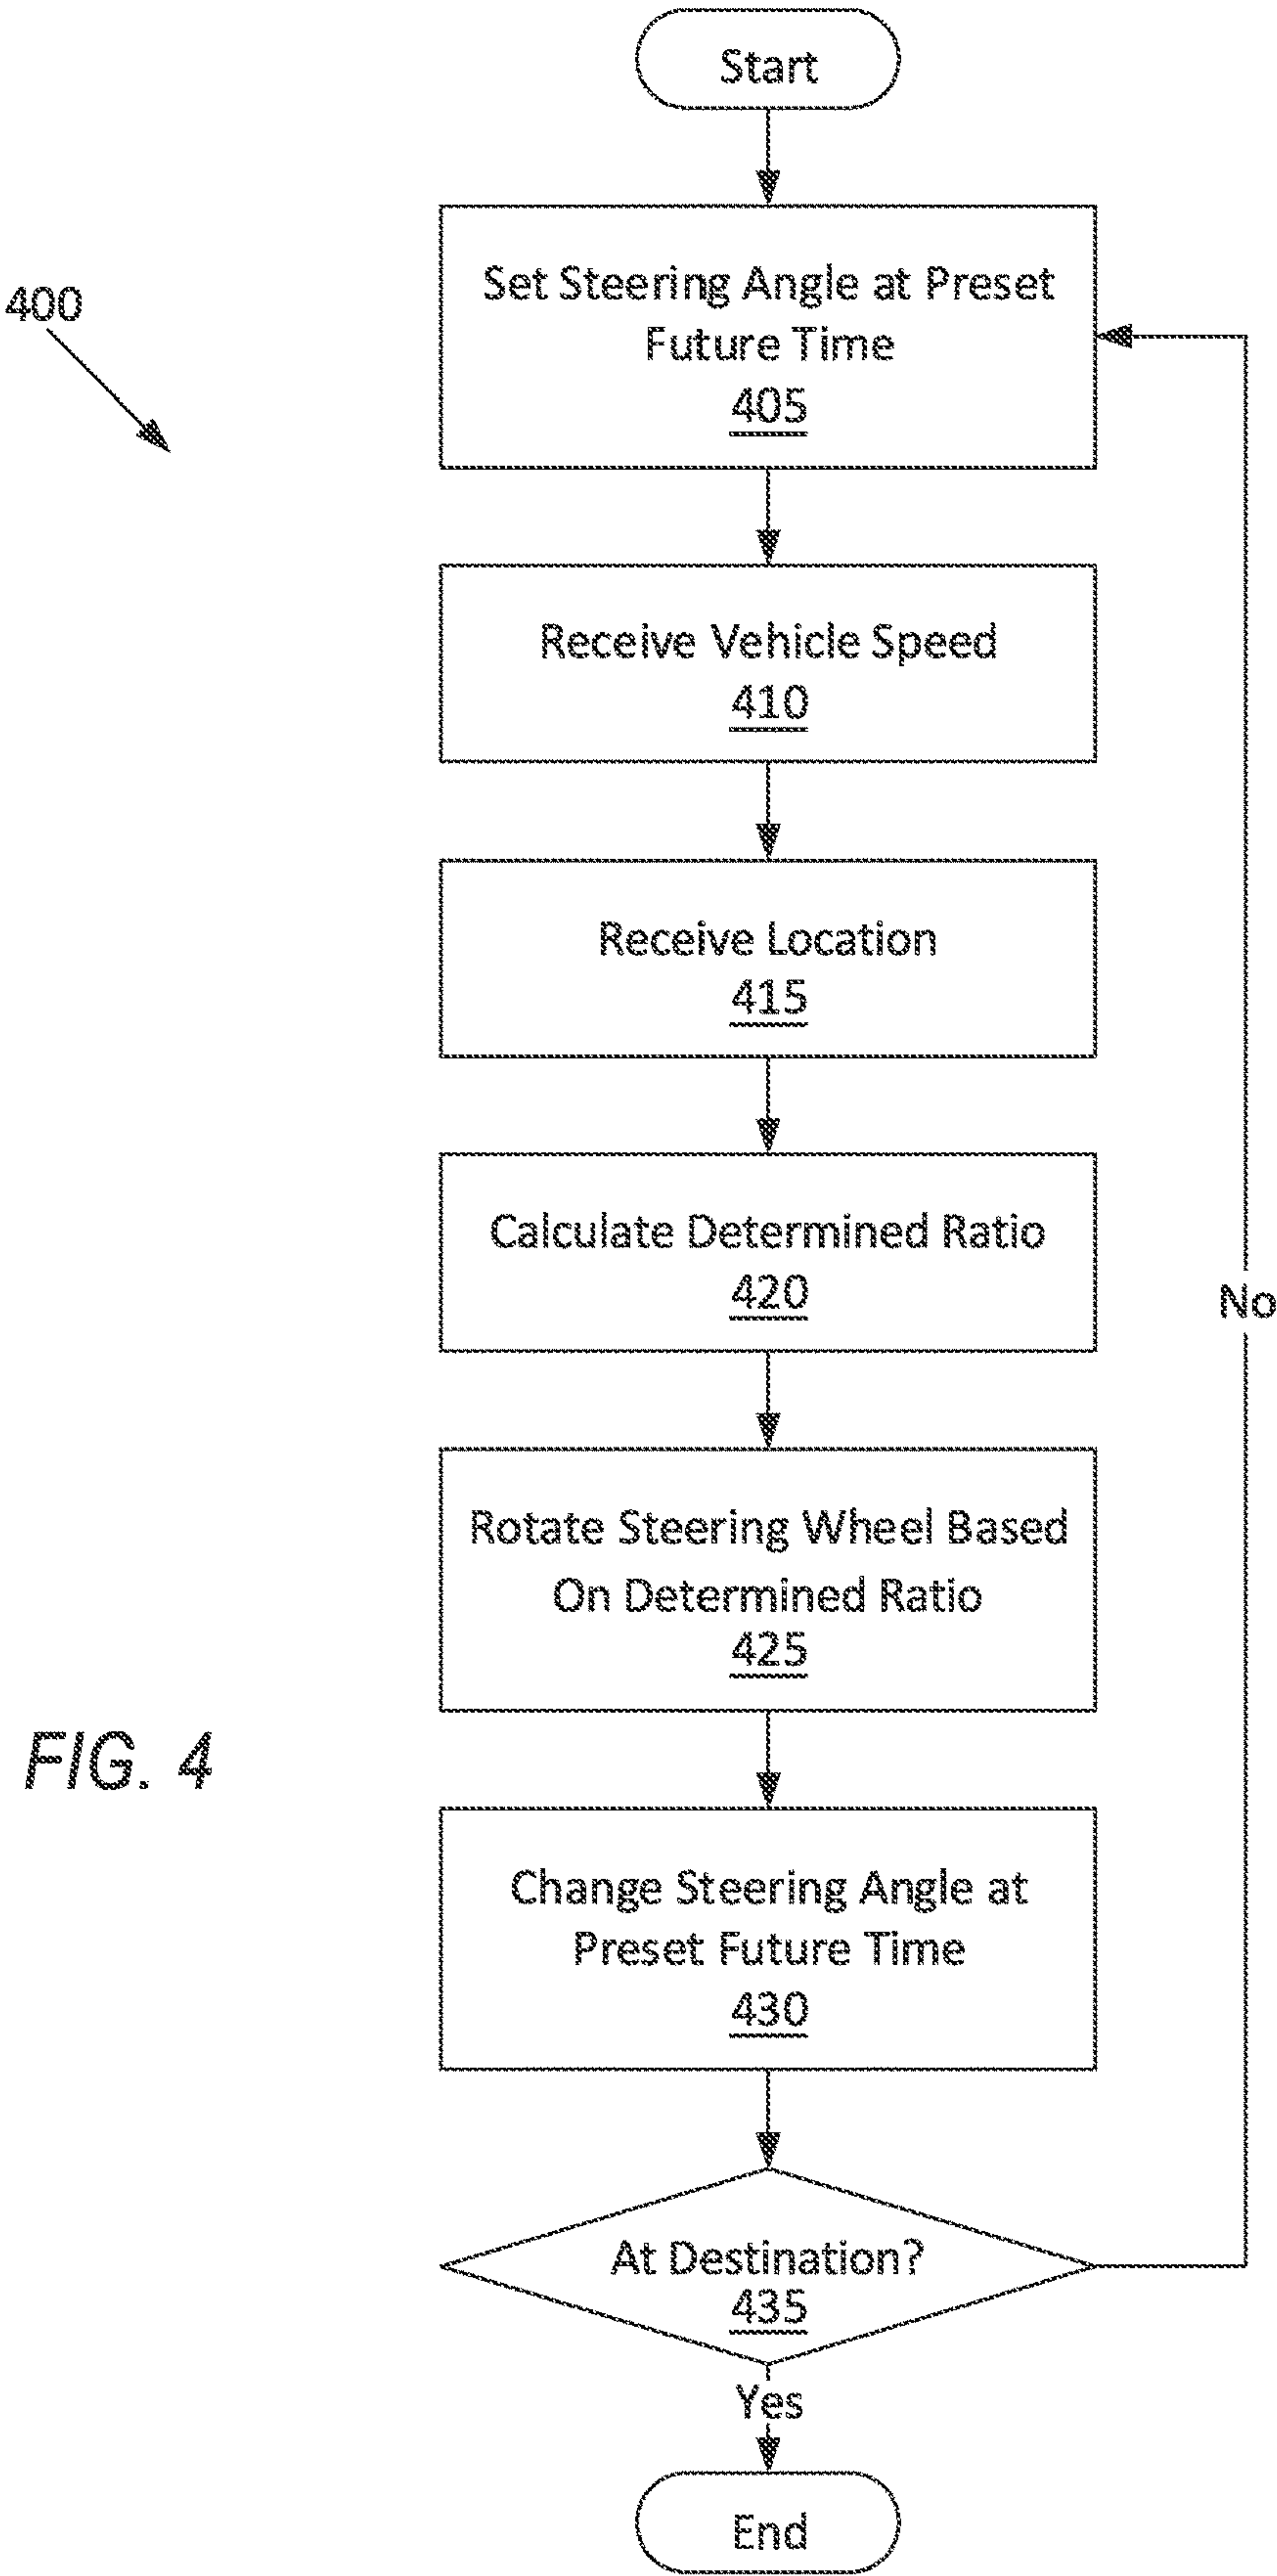 Start
400
Set Steering Angle at Preset
Future Time
405
Receive Vehicle Speed
410
Receive Location
415
Calculate Determined Ratio
420
No
Rotate Steering Wheel Based
On Determined Ratio
425
FIG. 4
Change Steering Angle at
Preset Future Time
430
At Destination?
435
Yes
End